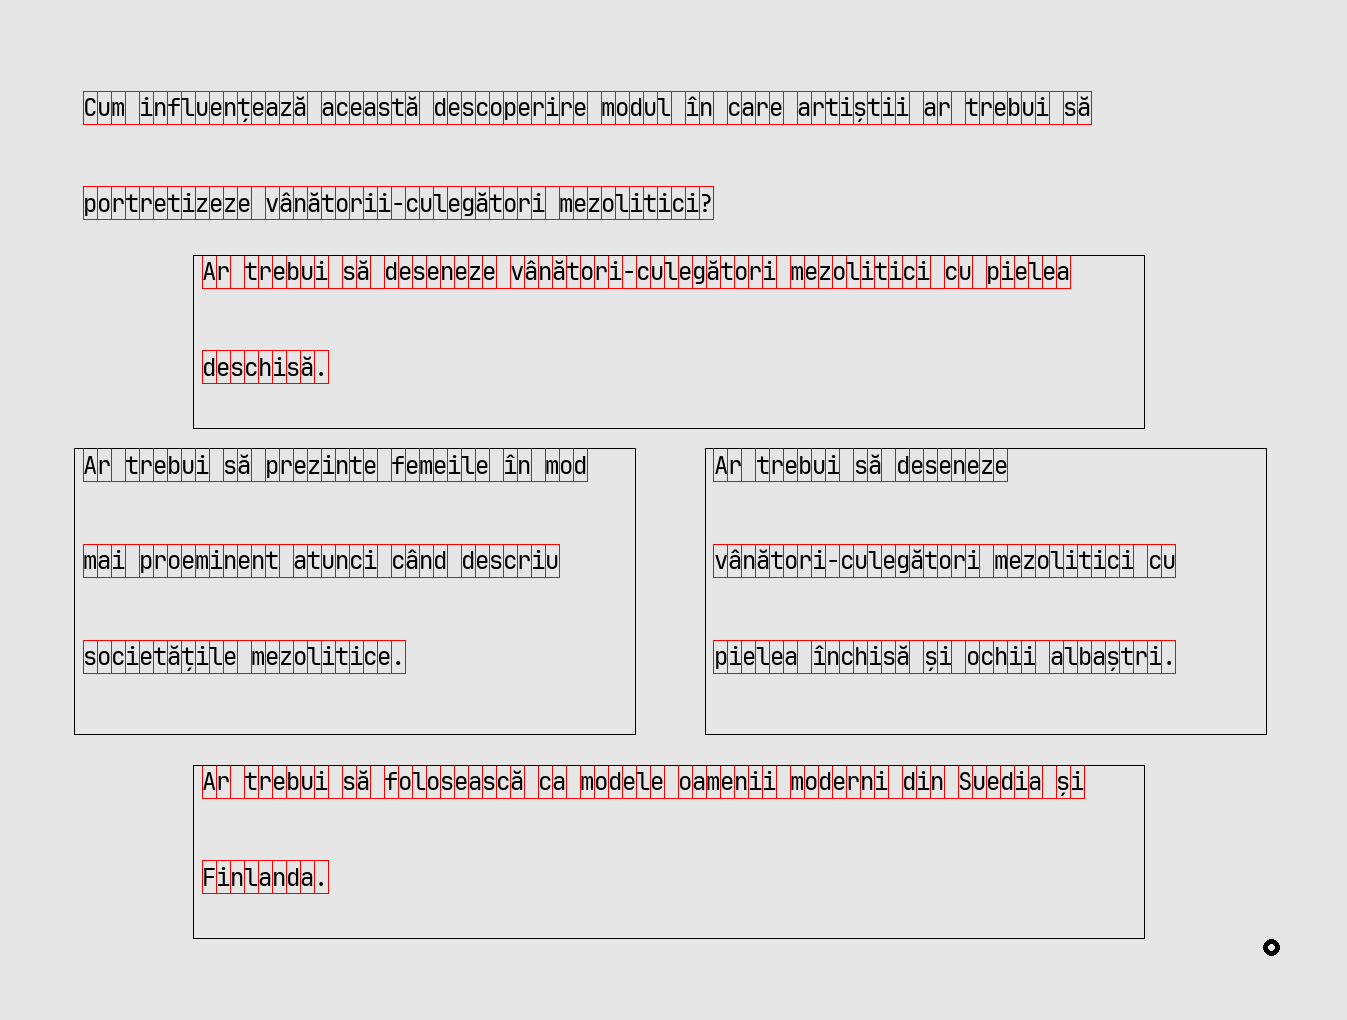 Cum influențează această descoperire modul în care artiștii ar trebui să
portretizeze vânătorii-culegători mezolitici?
Ar trebui să deseneze vânători-culegători mezolitici cu pielea
deschisă.
Ar trebui să prezinte femeile în mod
mai proeminent atunci când descriu
societățile mezolitice.
Ar trebui să deseneze
vânători-culegători mezolitici cu
pielea închisă și ochii albaștri.
Ar trebui să folosească ca modele oamenii moderni din Suedia și
Finlanda.